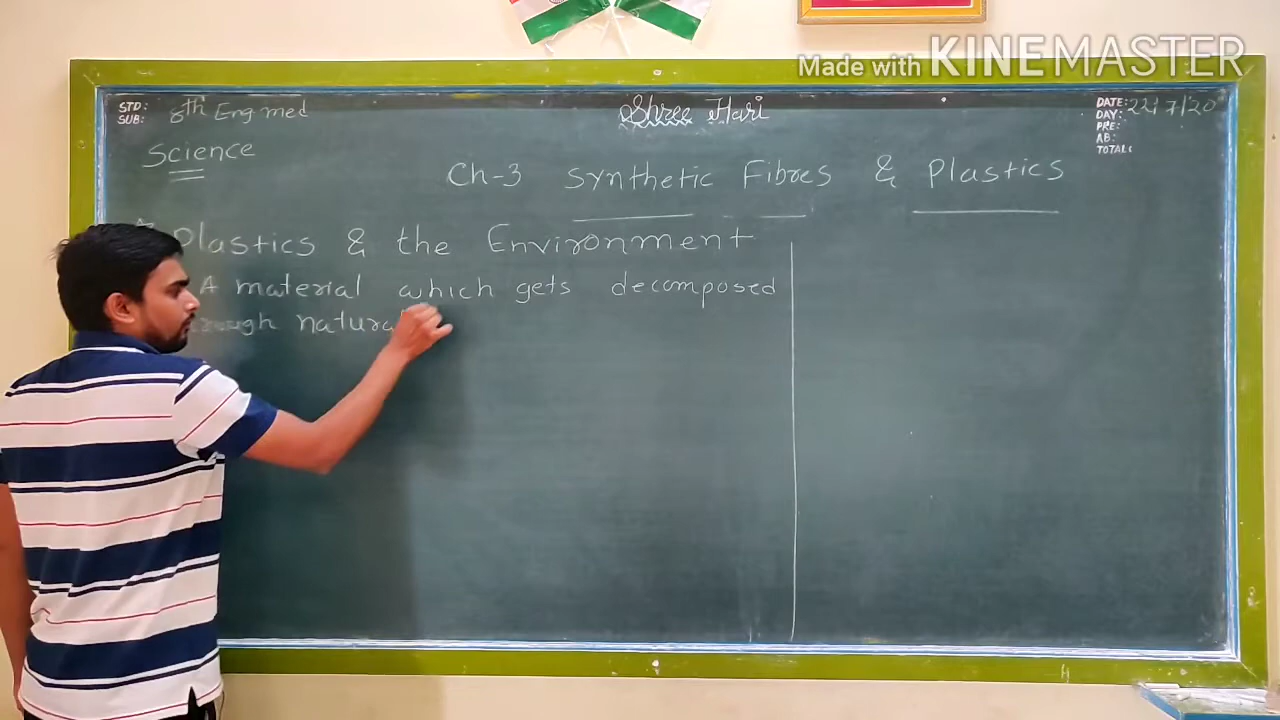 Made with KINEMASTER
STD: 8th Eng med
SUB:
Shree Hari
DATE: 22/7/20
DAY:
PRE:
AB:
TOTAL:
Science
Ch-3 Synthetic Fibres & Plastics
Plastics & the Environment
A material which gets decomposed
through natural